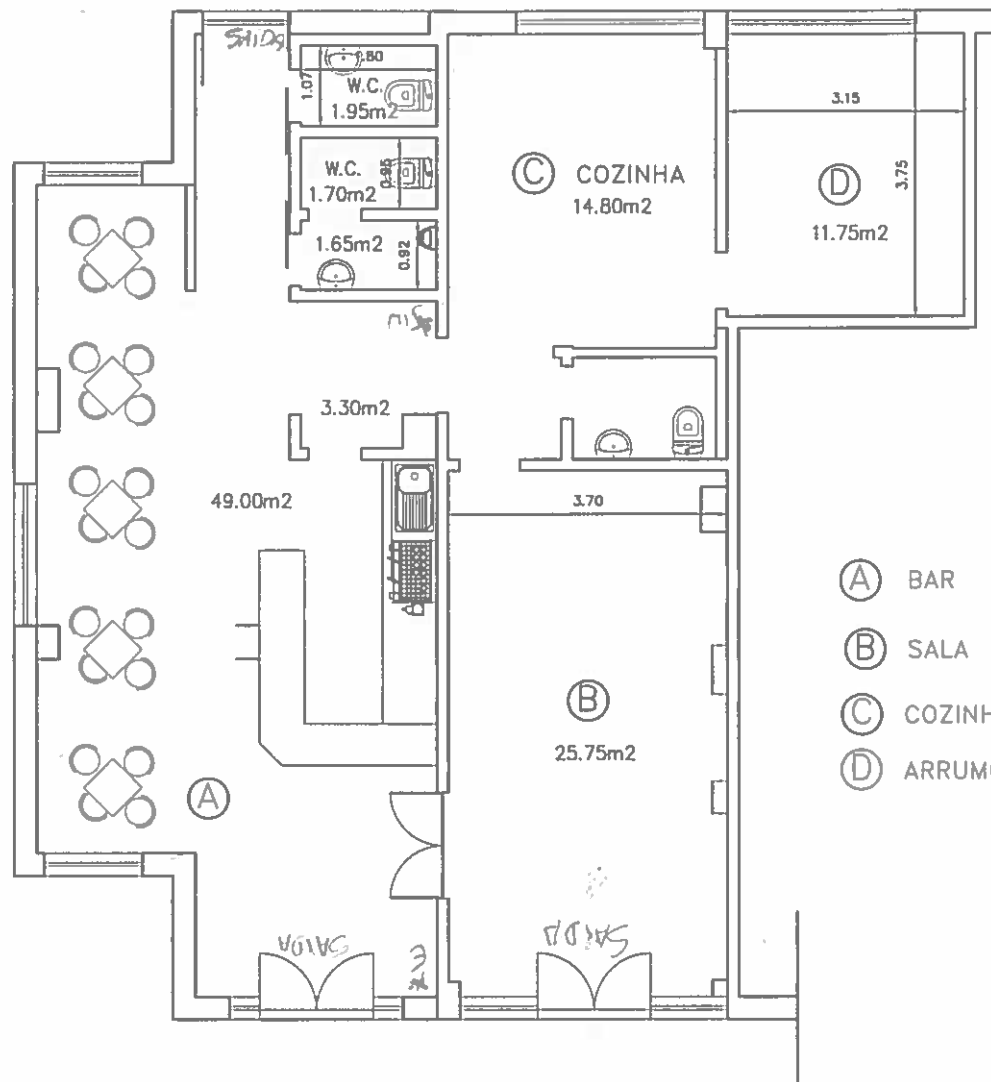 SAIDA
.80
1.07
W.C.
1.95m2
W.C.
0.95
1.70m2
1.65m2
0.92
C COZINHA
14.80m2
3.15
3.75
D
11.75m2
3.30m2
49.00m2
3.70
A BAR
B SALA
C COZINH
D ARRUM
B
25.75m2
A
SAIDA
SAIDA